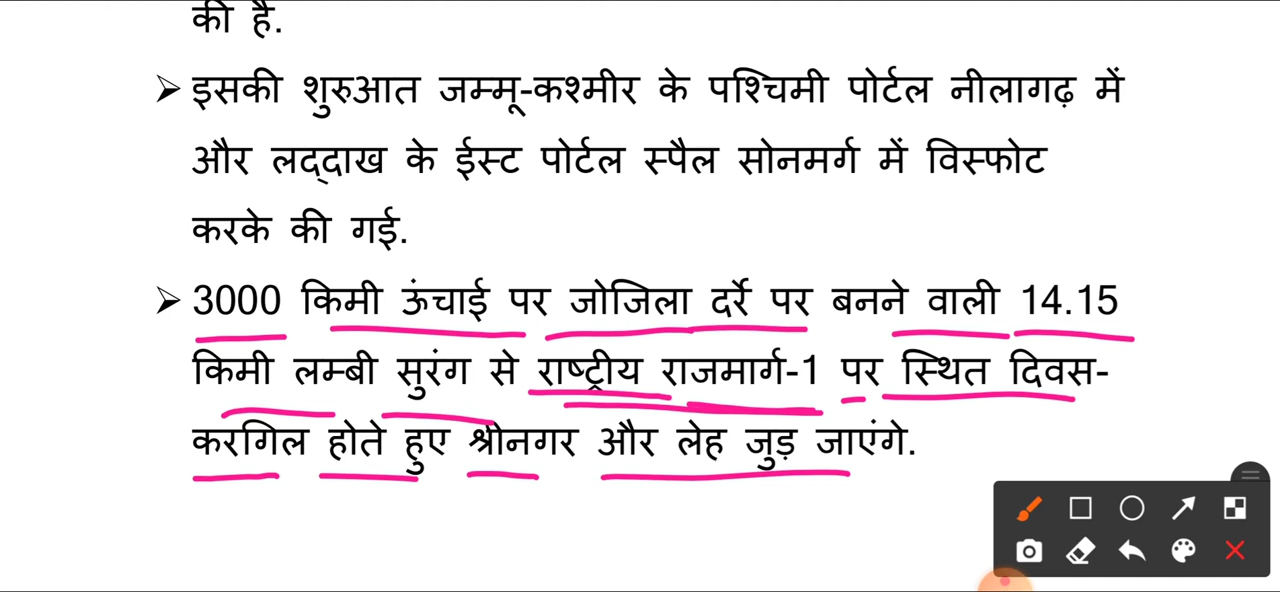 की है.
➢ इसकी शुरुआत जम्मू-कश्मीर के पश्चिमी पोर्टल नीलागढ़ में
और लद्दाख के ईस्ट पोर्टल स्पैल सोनमर्ग में विस्फोट
करके की गई.
➢ 3000 किमी ऊंचाई पर जोजिला दर्रे पर बनने वाली 14.15
किमी लम्बी सुरंग से राष्ट्रीय राजमार्ग-1 पर स्थित दिवस-
करगिल होते हुए श्रीनगर और लेह जुड़ जाएंगे.